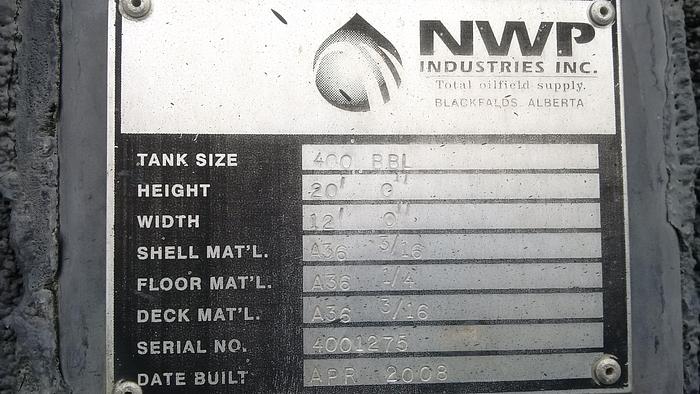 NWP
INDUSTRIES INC.
Total oilfield supply.
BLACKFALDS, ALBERTA
TANK SIZE 400 BBL
HEIGHT 20' 0"
WIDTH 12' 0"
SHELL MAT'L. A36 3/16
FLOOR MAT'L. A36 1/4
DECK MAT'L. A36 3/16
SERIAL NO. 4001275
DATE BUILT APR 2008